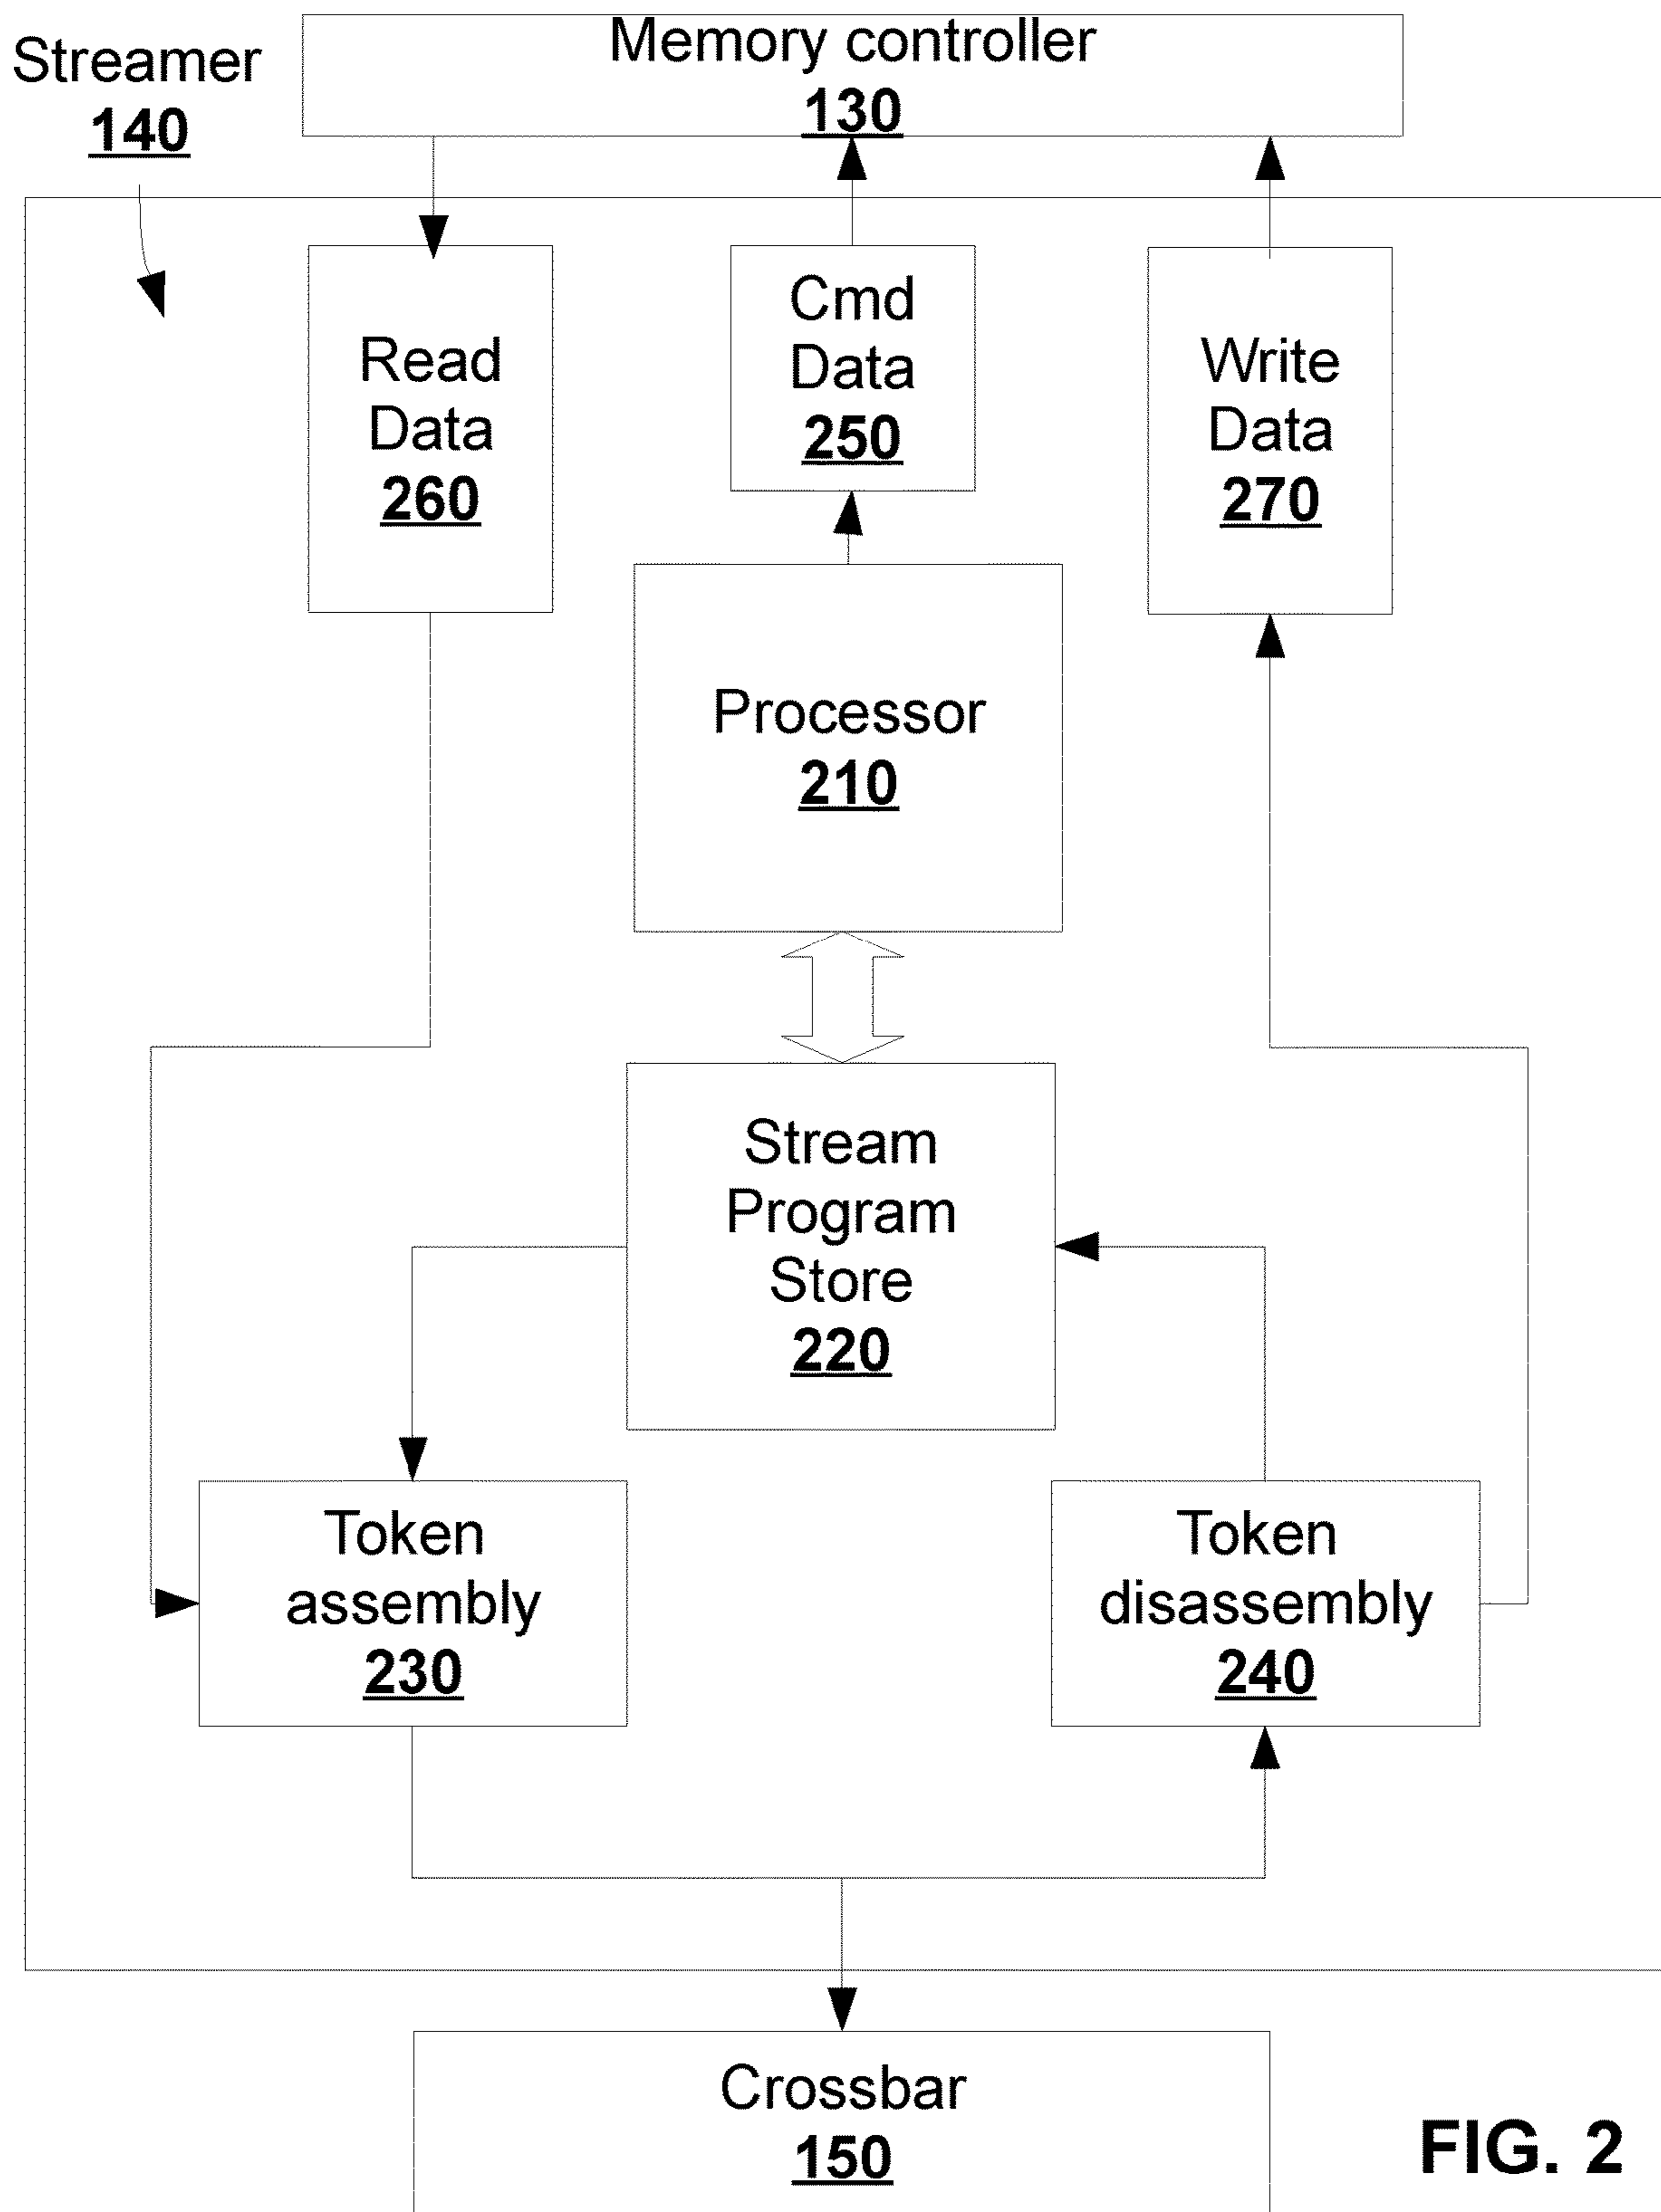 Memory controller
130
Streamer
140
Read
Data
260
Cmd
Data
250
Write
Data
270
Processor
210
Stream
Program
Store
220
Token
assembly
230
Token
disassembly
240
Crossbar
150
FIG. 2